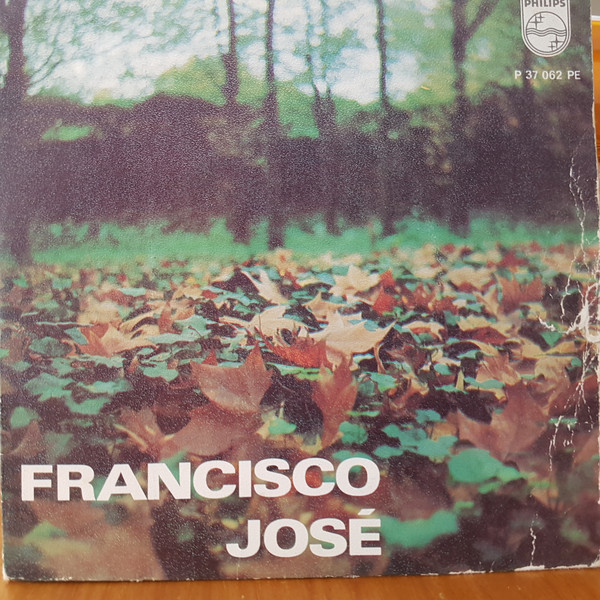 PHILIPS
P 37 062 PE
FRANCISCO
JOSÉ